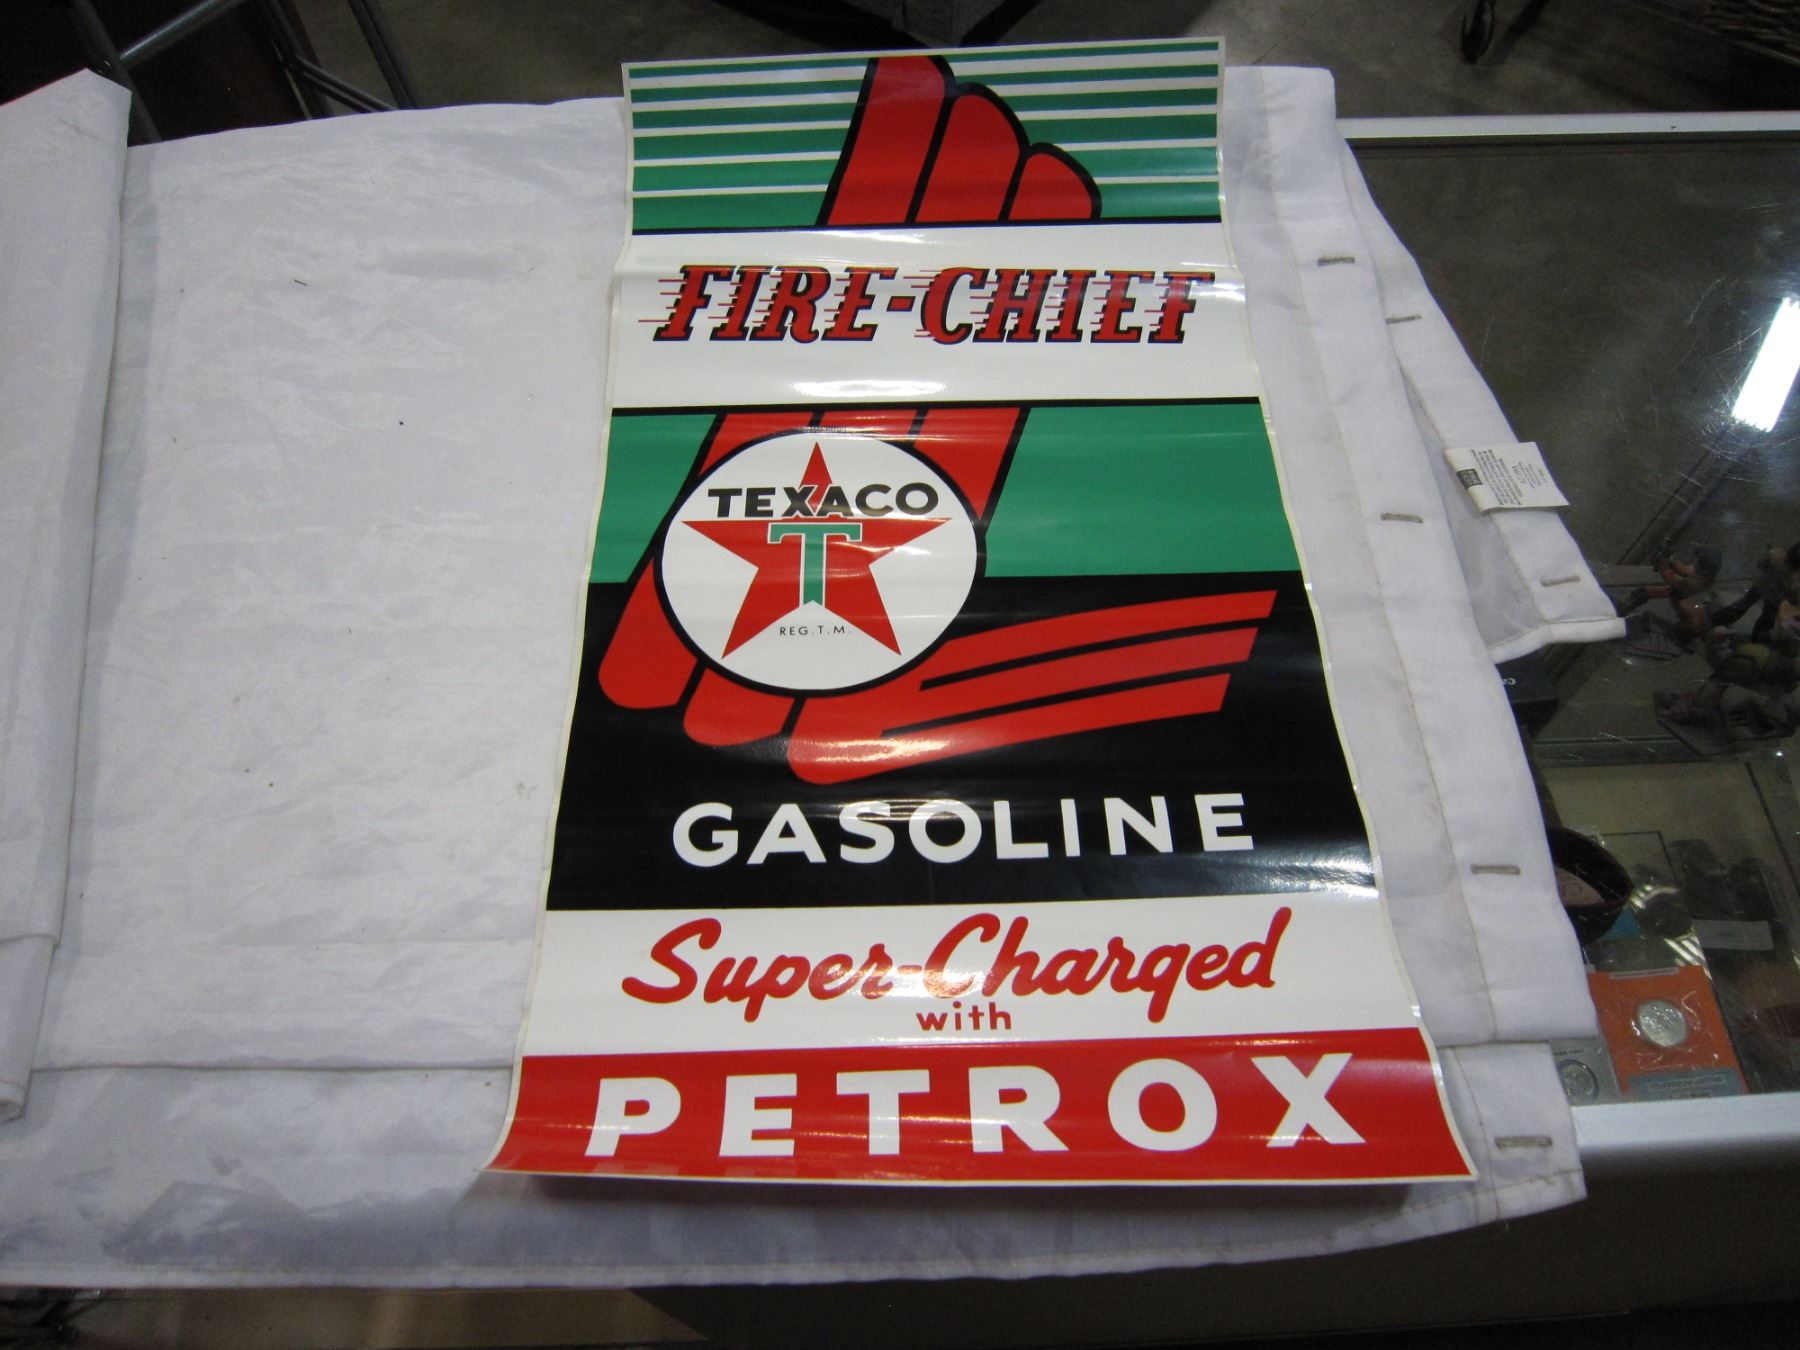 FIRE-CHIEF
TEXACO
T
REG. T.M.
GASOLINE
Super-Charged
with
PETROX